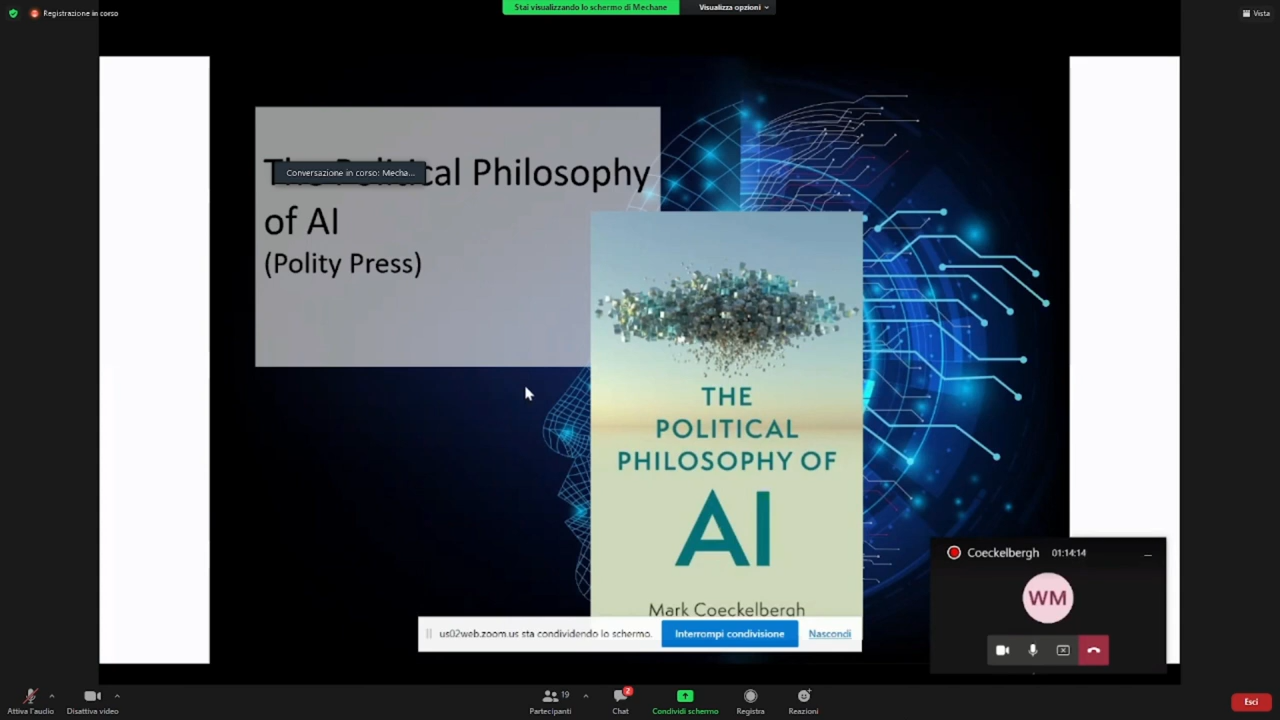 Registrazione in corso
Stai visualizzando lo schermo di Mechane
Visualizza opzioni
Vista
The Political Philosophy
Conversazione in corso: Mecha...
of AI
(Polity Press)
THE
POLITICAL
PHILOSOPHY OF
AI
Mark Coeckelbergh
Coeckelbergh 01:14:14
WM
us02web.zoom.us sta condividendo lo schermo.
Interrompi condivisione
Nascondi
Attiva l'audio
Disattiva video
19
Partecipanti
2
Chat
Condividi schermo
Registra
Reazioni
Esci